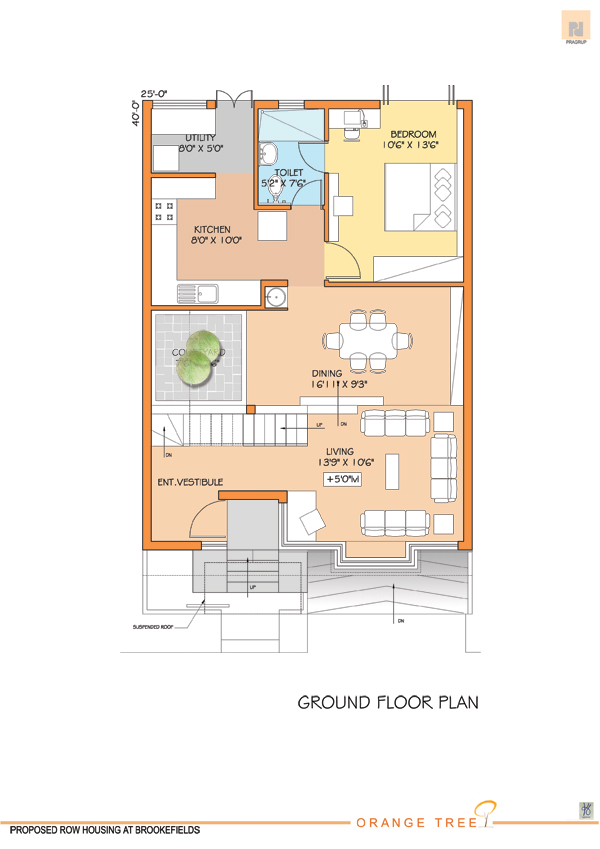 PRAGRUP
25'-0"
40'-0"
UTILITY
8'0" X 5'0"
BEDROOM
10'6" X 13'6"
TOILET
5'2" X 7'6"
KITCHEN
8'0" X 10'0"
DINING
16'11 X 9'3"
UP
DN
DN
LIVING
13'9" X 10'6"
+5'0"lvl
ENT.VESTIBULE
UP
DN
SUSPENDED ROOF
GROUND FLOOR PLAN
ORANGE TREE
PROPOSED ROW HOUSING AT BROOKEFIELDS